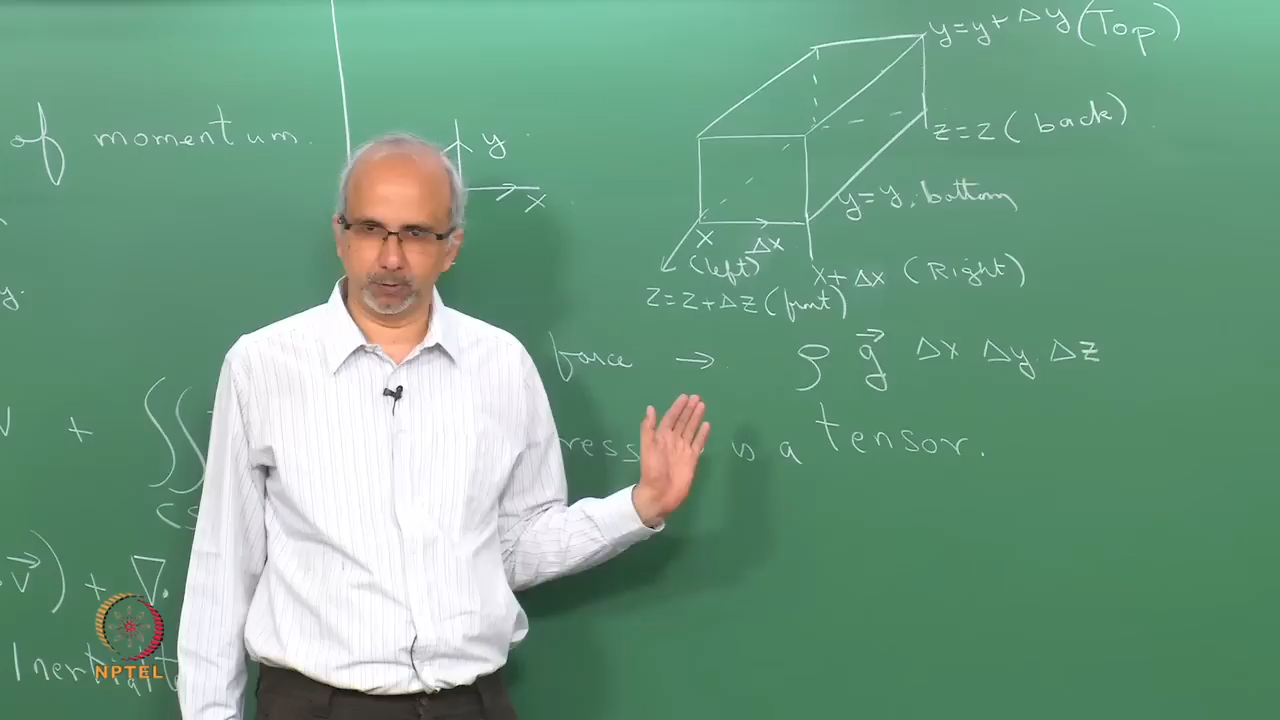 of momentum.
y
x
y=y+Δy (Top)
z=z (back)
y=y, bottom
x
(left)
Δx
x+Δx (Right)
z=z+Δz (front)
force → ρ g⃗ Δx Δy Δz
is a tensor.
y.
V + ∬
CS
v⃗) + ∇.
NPTEL